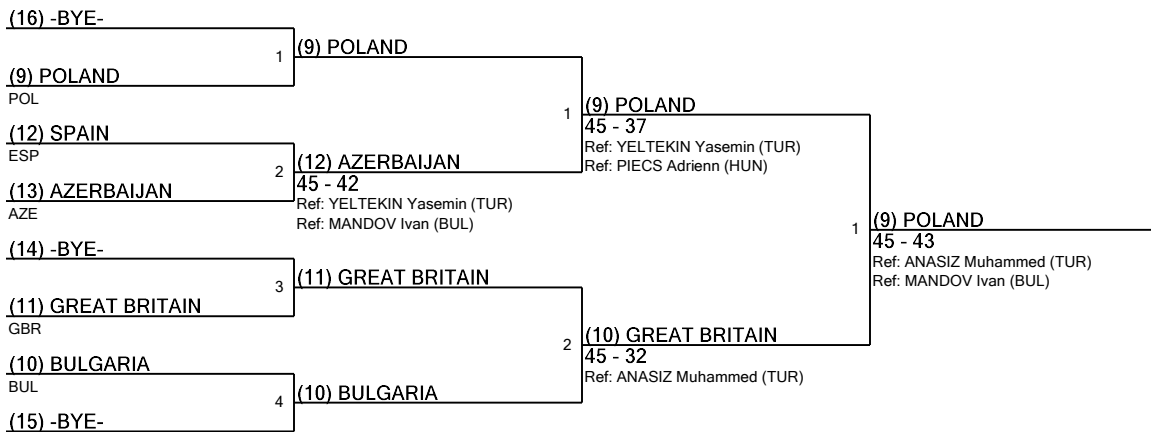 (16) -BYE-
1
(9) POLAND
(9) POLAND
POL
(12) SPAIN
ESP
2
(12) AZERBAIJAN
45 - 42
Ref: YELTEKIN Yasemin (TUR)
Ref: MANDOV Ivan (BUL)
(13) AZERBAIJAN
AZE
(14) -BYE-
3
(11) GREAT BRITAIN
(11) GREAT BRITAIN
GBR
(10) BULGARIA
BUL
4
(10) BULGARIA
(15) -BYE-
1
(9) POLAND
45 - 37
Ref: YELTEKIN Yasemin (TUR)
Ref: PIECS Adrienn (HUN)
2
(10) GREAT BRITAIN
45 - 32
Ref: ANASIZ Muhammed (TUR)
1
(9) POLAND
45 - 43
Ref: ANASIZ Muhammed (TUR)
Ref: MANDOV Ivan (BUL)